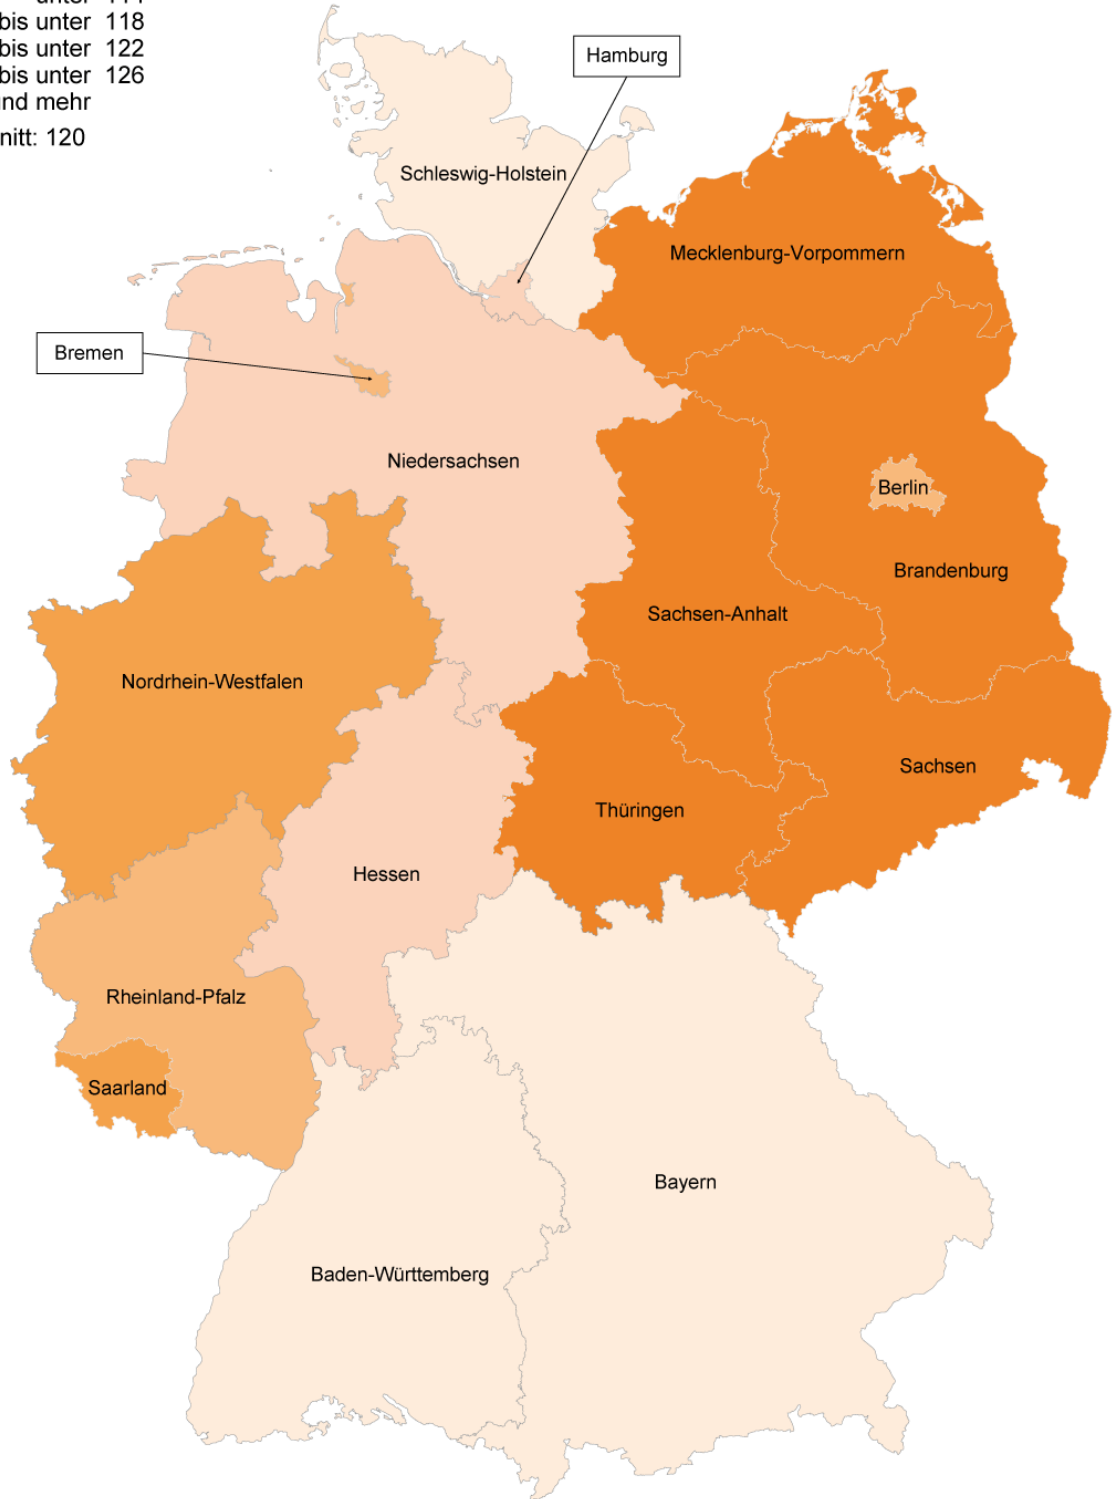 bis unter 118
bis unter 122
bis unter 126
und mehr
nitt: 120
Hamburg
Schleswig-Holstein
Mecklenburg-Vorpommern
Bremen
Niedersachsen
Berlin
Brandenburg
Sachsen-Anhalt
Nordrhein-Westfalen
Sachsen
Thüringen
Hessen
Rheinland-Pfalz
Saarland
Bayern
Baden-Württemberg